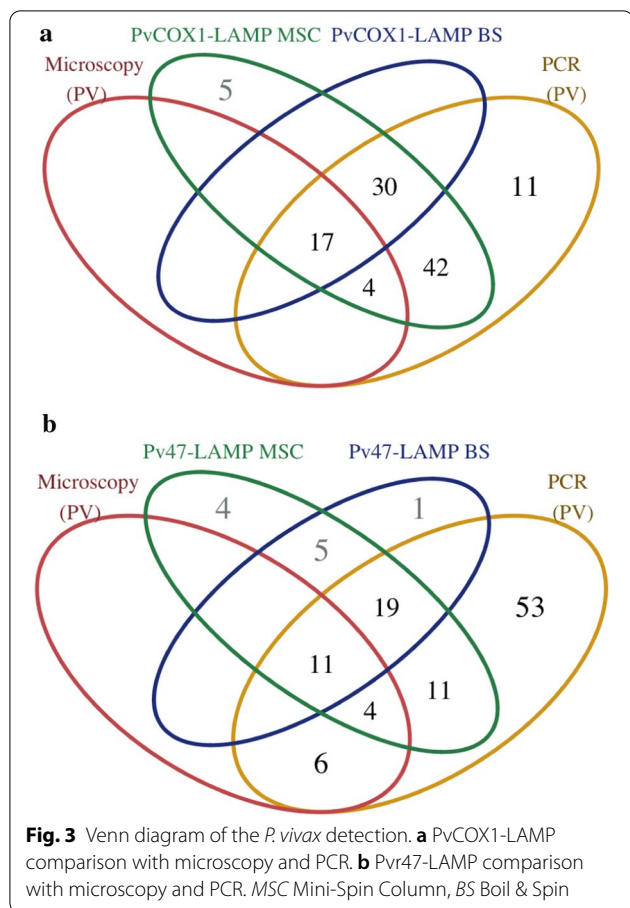 a
PvCOX1-LAMP MSC PvCOX1-LAMP BS
Microscopy
(PV)
PCR
(PV)
5
30
11
17
42
4
b
Pv47-LAMP MSC Pv47-LAMP BS
Microscopy
(PV)
PCR
(PV)
4
1
5
19
53
11
11
4
6
Fig. 3 Venn diagram of the P. vivax detection. a PvCOX1-LAMP
comparison with microscopy and PCR. b Pvr47-LAMP comparison
with microscopy and PCR. MSC Mini-Spin Column, BS Boil & Spin